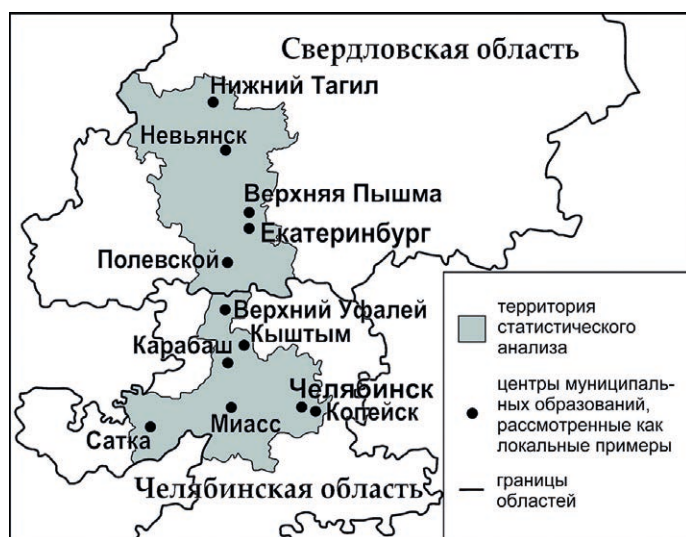 Свердловская область
Нижний Тагил
Невьянск
Верхняя Пышма
Екатеринбург
Полевской
Верхний Уфалей
Кыштым
Карабаш
Челябинск
Копейск
Миасс
Сатка
Челябинская область
территория
статистического
анализа
центры муниципаль-
ных образований,
рассмотренные как
локальные примеры
границы
областей